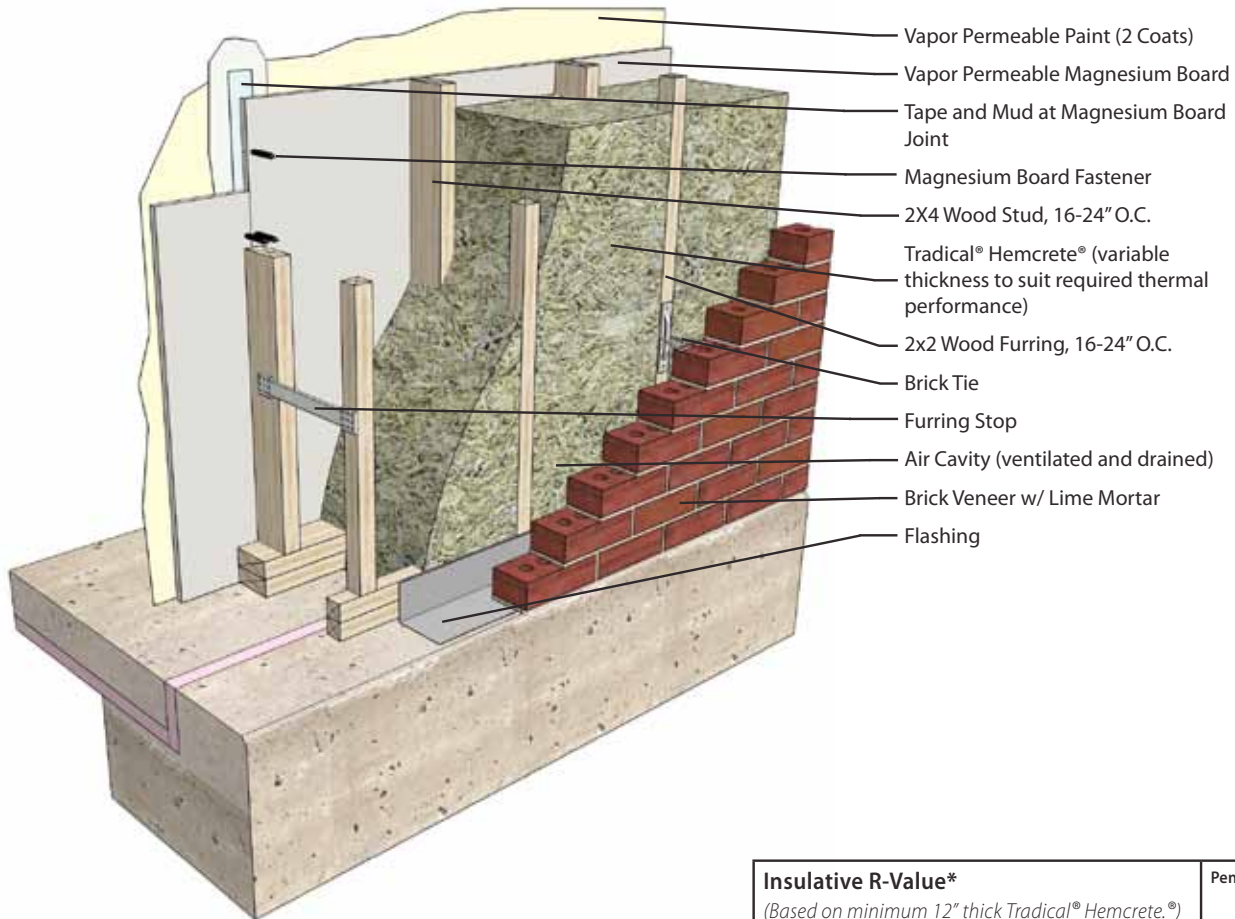 Vapor Permeable Paint (2 Coats)
Vapor Permeable Magnesium Board
Tape and Mud at Magnesium Board
Joint
Magnesium Board Fastener
2X4 Wood Stud, 16-24” O.C.
Tradical® Hemcrete® (variable
thickness to suit required thermal
performance)
2x2 Wood Furring, 16-24” O.C.
Brick Tie
Furring Stop
Air Cavity (ventilated and drained)
Brick Veneer w/ Lime Mortar
Flashing
Insulative R-Value*
(Based on minimum 12” thick Tradical® Hemcrete.®)